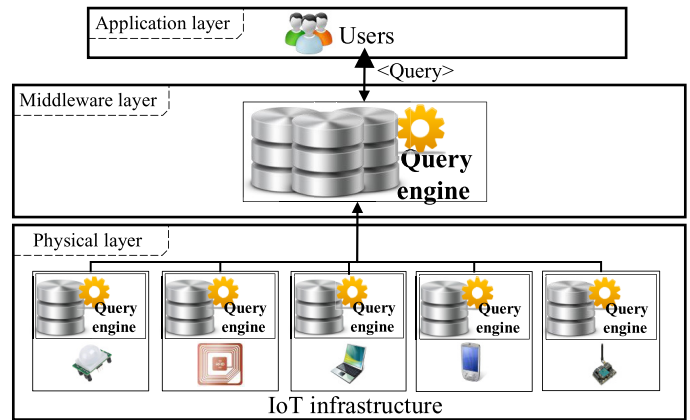 Application layer
Users
<Query>
Middleware layer
Query
engine
Physical layer
Query
engine
Query
engine
Query
engine
Query
engine
Query
engine
IoT infrastructure